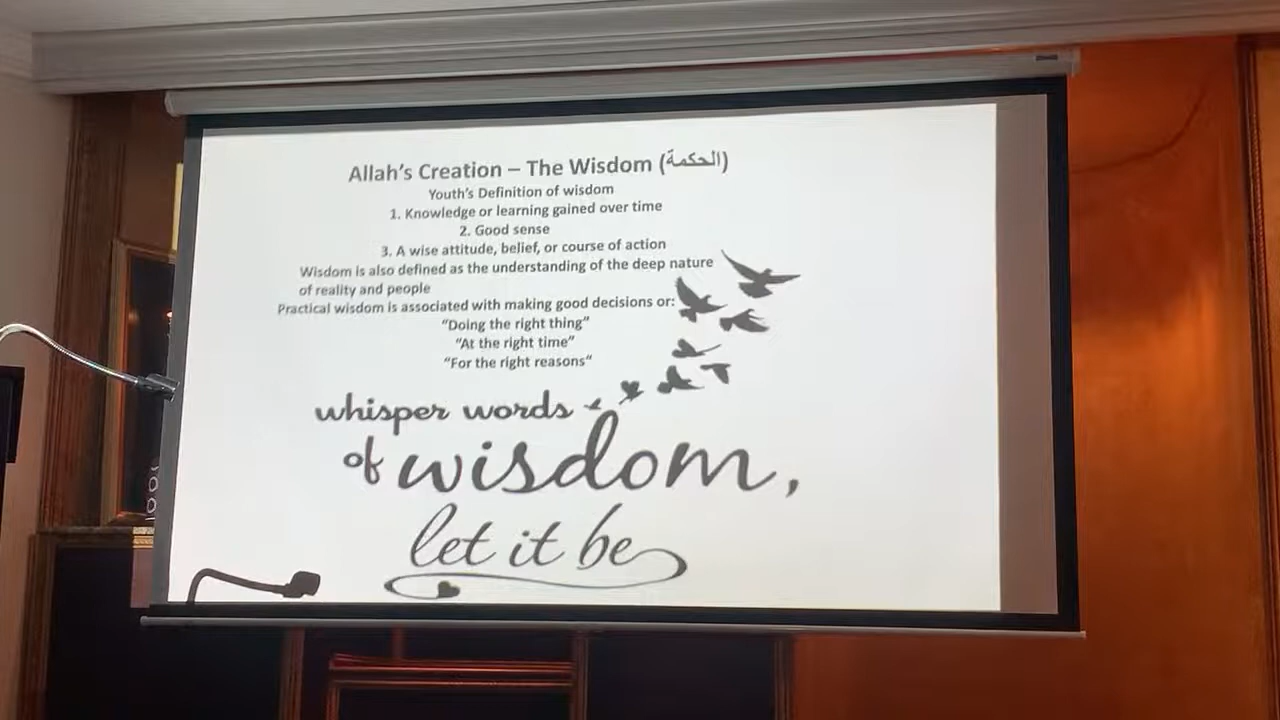 Allah's Creation – The Wisdom (الحكمة)
Youth's Definition of wisdom
1. Knowledge or learning gained over time
2. Good sense
3. A wise attitude, belief, or course of action
Wisdom is also defined as the understanding of the deep nature
of reality and people
Practical wisdom is associated with making good decisions or:
"Doing the right thing"
"At the right time"
"For the right reasons"
whisper words
of wisdom,
let it be